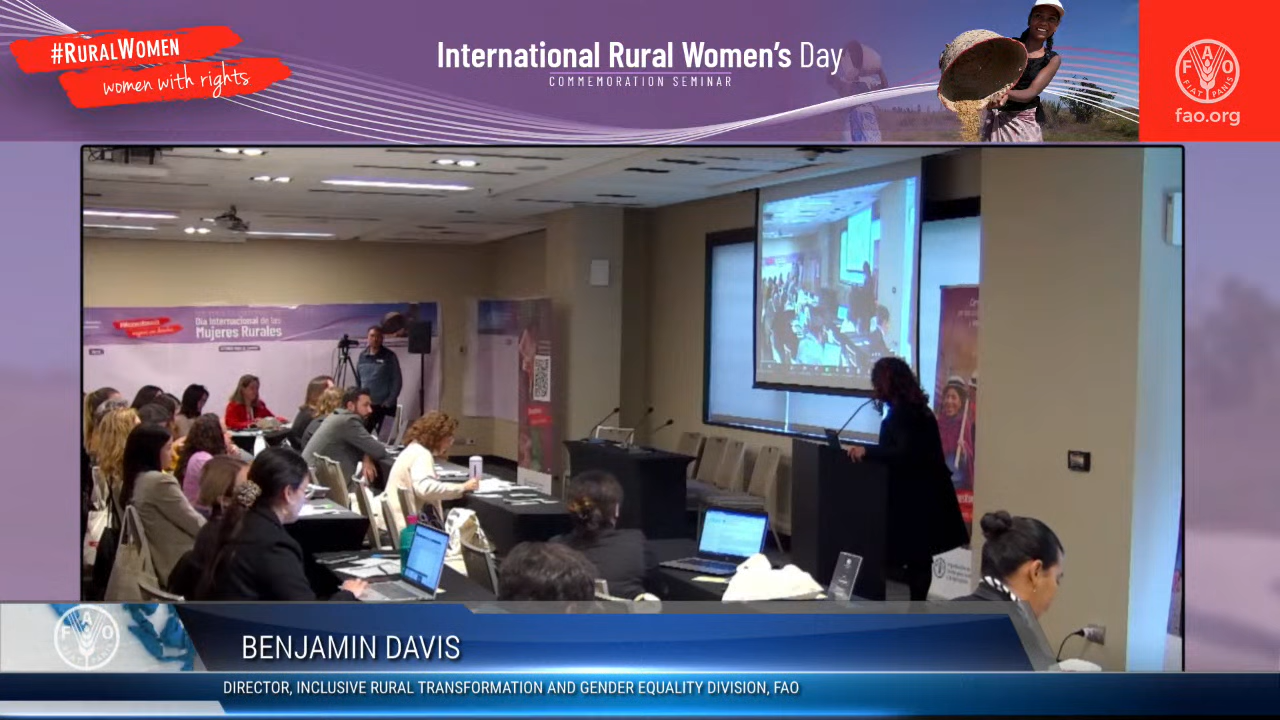 #RURALWOMEN
women with rights
International Rural Women's Day
COMMEMORATION SEMINAR
F A O
FIAT PANIS
fao.org
Día Internacional de las
Mujeres Rurales
F A O
BENJAMIN DAVIS
DIRECTOR, INCLUSIVE RURAL TRANSFORMATION AND GENDER EQUALITY DIVISION, FAO